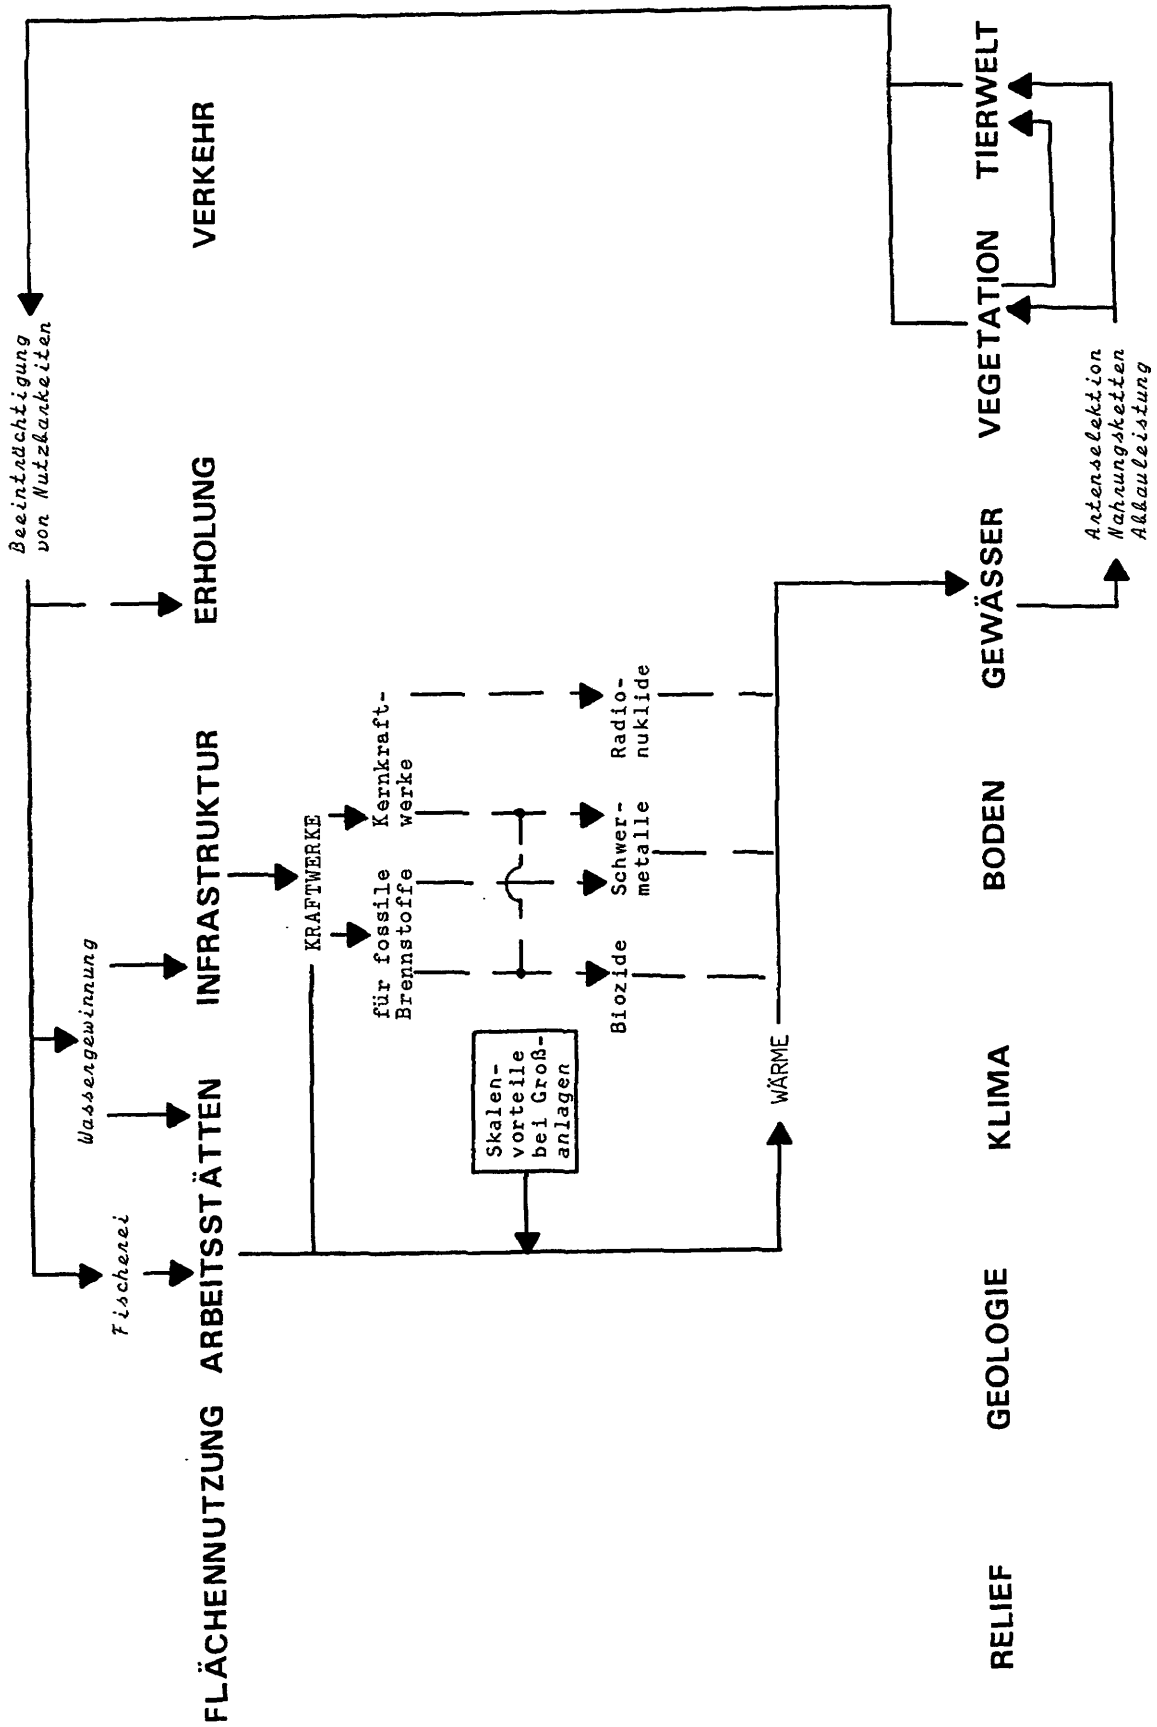 Beeinträchtigung
von Nutzbarkeiten
Wassergewinnung
Fischerei
FLÄCHENNUTZUNG ARBEITSSTÄTTEN INFRASTRUKTUR ERHOLUNG VERKEHR
KRAFTWERKE
für fossile
Brennstoffe
Kernkraft-
werke
Skalen-
vorteile
bei Groß-
anlagen
Biozide
Schwer-
metalle
Radio-
nuklide
WÄRME
RELIEF GEOLOGIE KLIMA BODEN GEWÄSSER VEGETATION TIERWELT
Artenselektion
Nahrungsketten
Abbauleistung